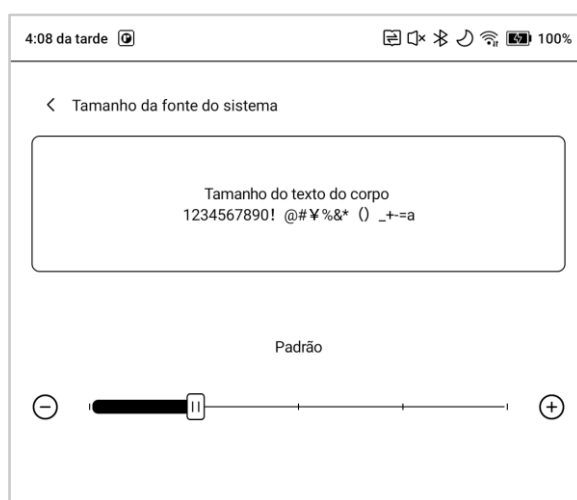 4:08 da tarde
100%
Tamanho da fonte do sistema
Tamanho do texto do corpo
1234567890！@#¥%&*（）_+-=a
Padrão